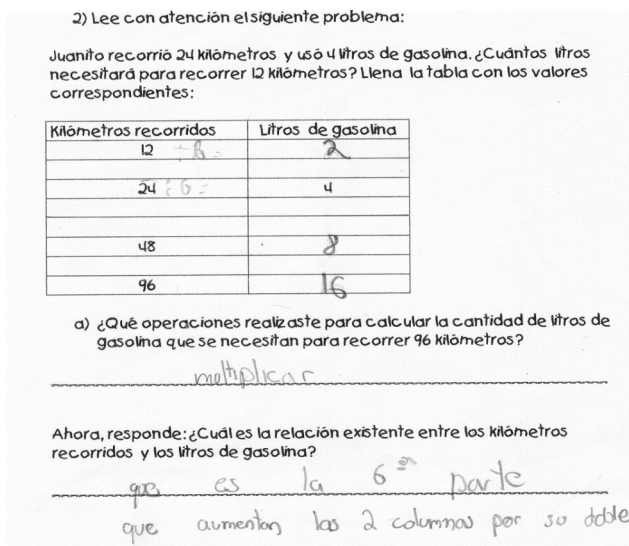 2) Lee con atención el siguiente problema:
Juanito recorrió 24 kilómetros y usó 4 litros de gasolina. ¿Cuántos litros
necesitará para recorrer 12 kilómetros? Llena la tabla con los valores
correspondientes:
Kilómetros recorridos Litros de gasolina
12 ÷ 6 = 2
24 ÷ 6 = 4
48 8
96 16
a) ¿Qué operaciones realizaste para calcular la cantidad de litros de
gasolina que se necesitan para recorrer 96 kilómetros?
multiplicar
Ahora, responde: ¿Cuál es la relación existente entre los kilómetros
recorridos y los litros de gasolina?
que es la 6 parte
que aumentan las 2 columnas por su doble